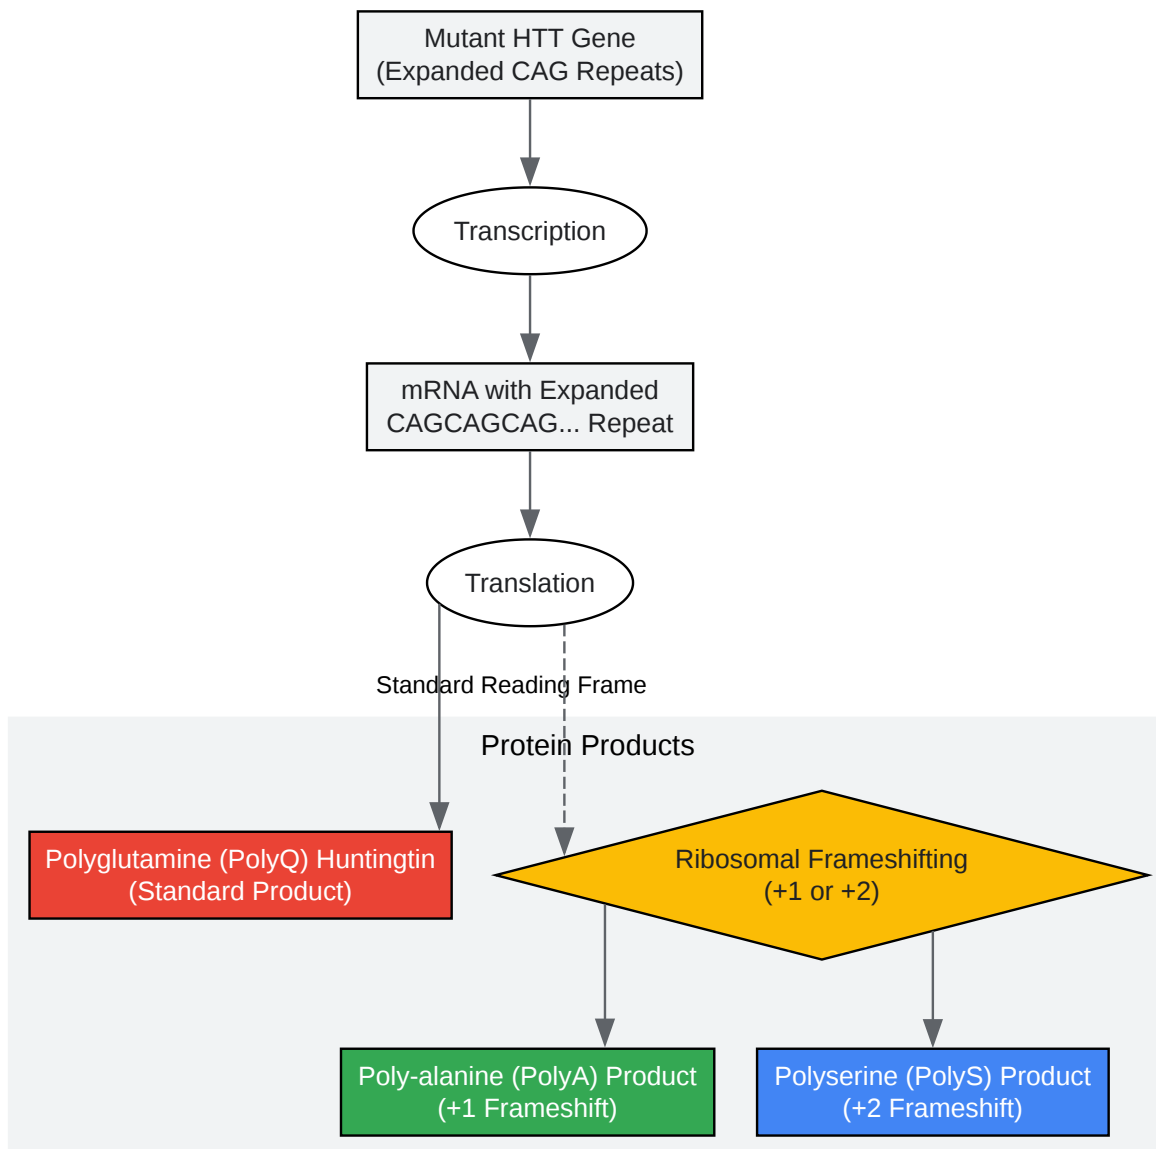 Mutant HTT Gene
(Expanded CAG Repeats)
Transcription
mRNA with Expanded
CAGCAGCAG... Repeat
Translation
Standard Reading Frame
Protein Products
Polyglutamine (PolyQ) Huntingtin
(Standard Product)
Ribosomal Frameshifting
(+1 or +2)
Poly-alanine (PolyA) Product
(+1 Frameshift)
Polyserine (PolyS) Product
(+2 Frameshift)